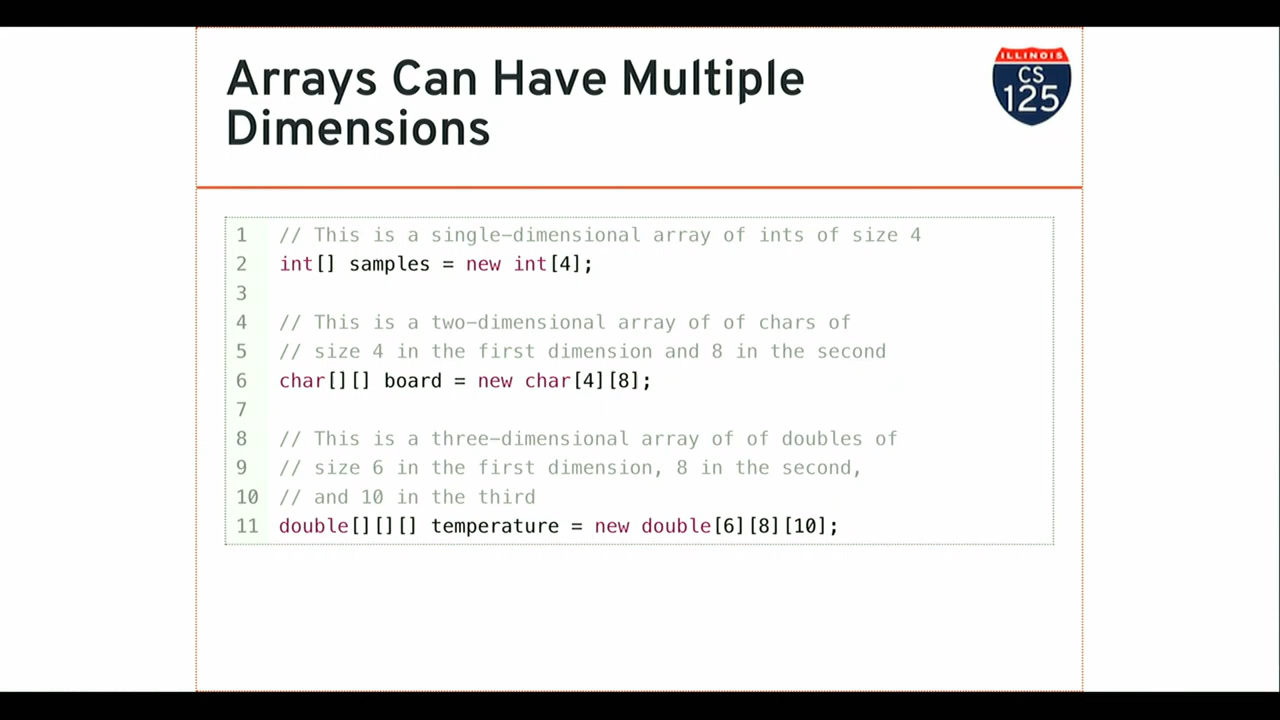 Arrays Can Have Multiple
Dimensions
ILLINOIS
CS
125
1 // This is a single-dimensional array of ints of size 4
2 int[] samples = new int[4];
3
4 // This is a two-dimensional array of of chars of
5 // size 4 in the first dimension and 8 in the second
6 char[][] board = new char[4][8];
7
8 // This is a three-dimensional array of of doubles of
9 // size 6 in the first dimension, 8 in the second,
10 // and 10 in the third
11 double[][][] temperature = new double[6][8][10];